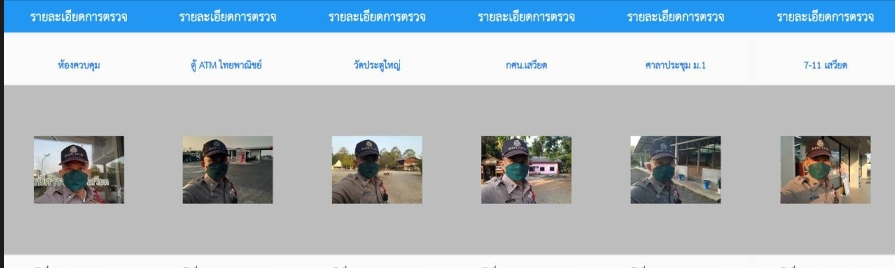 รายละเอียดการตรวจ รายละเอียดการตรวจ รายละเอียดการตรวจ รายละเอียดการตรวจ รายละเอียดการตรวจ รายละเอียดการตรวจ
ห้องควบคุม ตู้ ATM ไทยพาณิชย์ วัดประตูใหญ่ กศน.เสวียด ศาลาประชุม ม.1 7-11 เสวียด